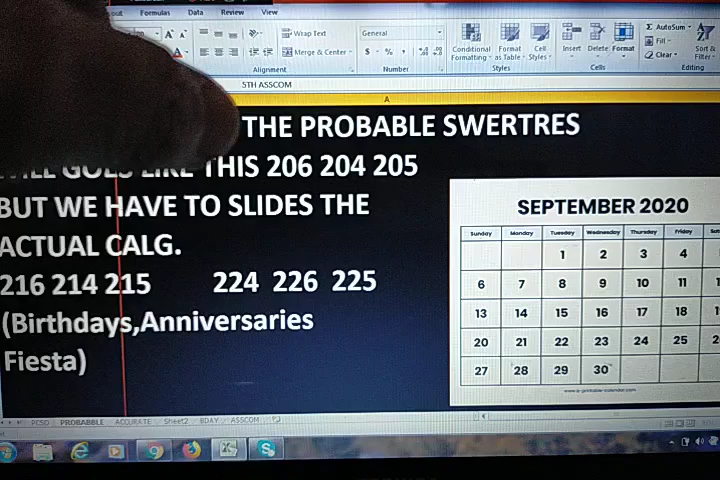 Formulas Data Review View
Wrap Text
General
Merge & Center
$ %
Conditional Formatting
Format as Table
Cell Styles
Insert Delete Format
AutoSum
Fill
Clear
Sort & Filter
Alignment Number Styles Cells Editing
5TH ASSCOM
A
THE PROBABLE SWERTRES
THIS 206 204 205
BUT WE HAVE TO SLIDES THE
ACTUAL CALG.
216 214 215 224 226 225
(Birthdays,Anniversaries
Fiesta)
SEPTEMBER 2020
Sunday Monday Tuesday Wednesday Thursday Friday
1 2 3 4
6 7 8 9 10 11
13 14 15 16 17 18
20 21 22 23 24 25
27 28 29 30
PCSO PROBABBLE ACCURATE Sheet2 BDAY ASSCOM